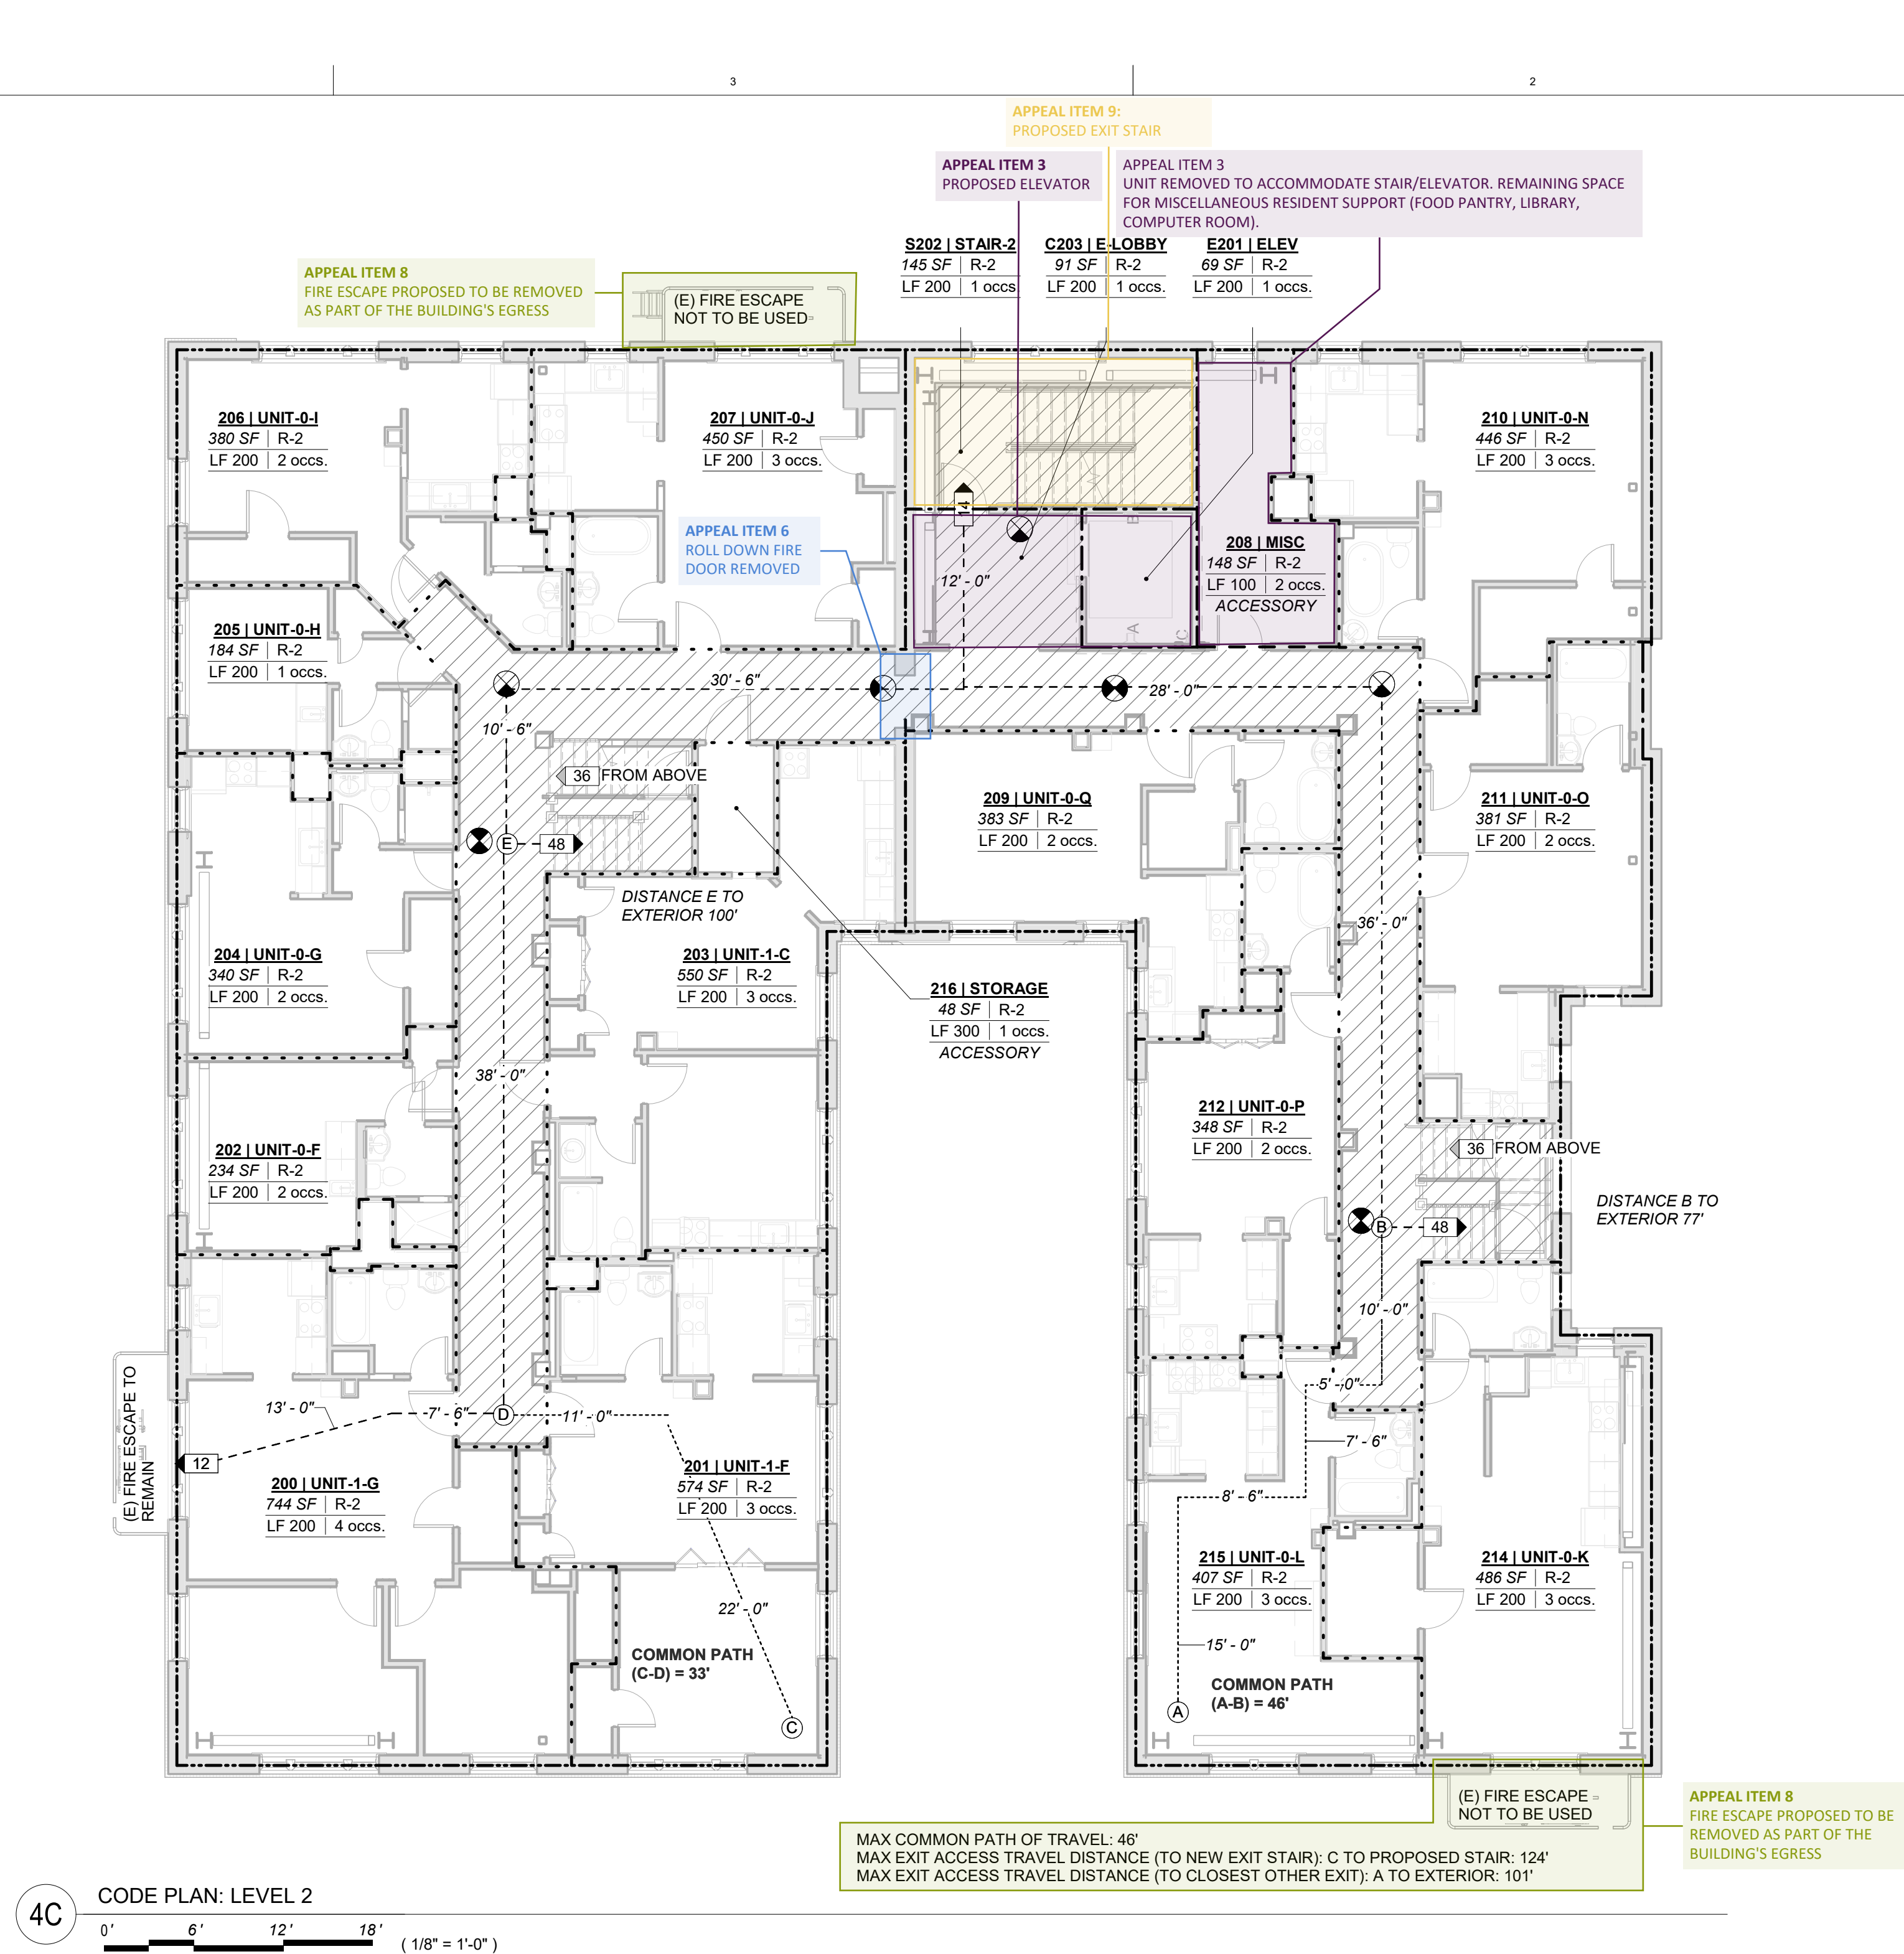 3
2
APPEAL ITEM 9:
PROPOSED EXIT STAIR
APPEAL ITEM 3
PROPOSED ELEVATOR
APPEAL ITEM 3
UNIT REMOVED TO ACCOMMODATE STAIR/ELEVATOR. REMAINING SPACE
FOR MISCELLANEOUS RESIDENT SUPPORT (FOOD PANTRY, LIBRARY,
COMPUTER ROOM).
S202 | STAIR-2
145 SF | R-2
LF 200 | 1 occs.
C203 | E-LOBBY
91 SF | R-2
LF 200 | 1 occs.
E201 | ELEV
69 SF | R-2
LF 200 | 1 occs.
APPEAL ITEM 8
FIRE ESCAPE PROPOSED TO BE REMOVED
AS PART OF THE BUILDING'S EGRESS
(E) FIRE ESCAPE
NOT TO BE USED
206 | UNIT-0-I
380 SF | R-2
LF 200 | 2 occs.
207 | UNIT-0-J
450 SF | R-2
LF 200 | 3 occs.
210 | UNIT-0-N
446 SF | R-2
LF 200 | 3 occs.
14
APPEAL ITEM 6
ROLL DOWN FIRE
DOOR REMOVED
12' - 0"
208 | MISC
148 SF | R-2
LF 100 | 2 occs.
ACCESSORY
205 | UNIT-0-H
184 SF | R-2
LF 200 | 1 occs.
30' - 6"
28' - 0"
10' - 6"
36 FROM ABOVE
E
48
209 | UNIT-0-Q
383 SF | R-2
LF 200 | 2 occs.
211 | UNIT-0-O
381 SF | R-2
LF 200 | 2 occs.
DISTANCE E TO
EXTERIOR 100'
36' - 0"
204 | UNIT-0-G
340 SF | R-2
LF 200 | 2 occs.
203 | UNIT-1-C
550 SF | R-2
LF 200 | 3 occs.
216 | STORAGE
48 SF | R-2
LF 300 | 1 occs.
ACCESSORY
38' - 0"
212 | UNIT-0-P
348 SF | R-2
LF 200 | 2 occs.
202 | UNIT-0-F
234 SF | R-2
LF 200 | 2 occs.
36 FROM ABOVE
DISTANCE B TO
EXTERIOR 77'
B
48
10' - 0"
5' - 0"
(E) FIRE ESCAPE TO
REMAIN
13' - 0"
7' - 6"
D
11' - 0"
12
7' - 6"
200 | UNIT-1-G
744 SF | R-2
LF 200 | 4 occs.
201 | UNIT-1-F
574 SF | R-2
LF 200 | 3 occs.
8' - 6"
215 | UNIT-0-L
407 SF | R-2
LF 200 | 3 occs.
214 | UNIT-0-K
486 SF | R-2
LF 200 | 3 occs.
22' - 0"
15' - 0"
COMMON PATH
(C-D) = 33'
COMMON PATH
(A-B) = 46'
A
C
(E) FIRE ESCAPE
NOT TO BE USED
APPEAL ITEM 8
FIRE ESCAPE PROPOSED TO BE
REMOVED AS PART OF THE
BUILDING'S EGRESS
MAX COMMON PATH OF TRAVEL: 46'
MAX EXIT ACCESS TRAVEL DISTANCE (TO NEW EXIT STAIR): C TO PROPOSED STAIR: 124'
MAX EXIT ACCESS TRAVEL DISTANCE (TO CLOSEST OTHER EXIT): A TO EXTERIOR: 101'
4C
CODE PLAN: LEVEL 2
0' 6' 12' 18'
( 1/8" = 1'-0" )